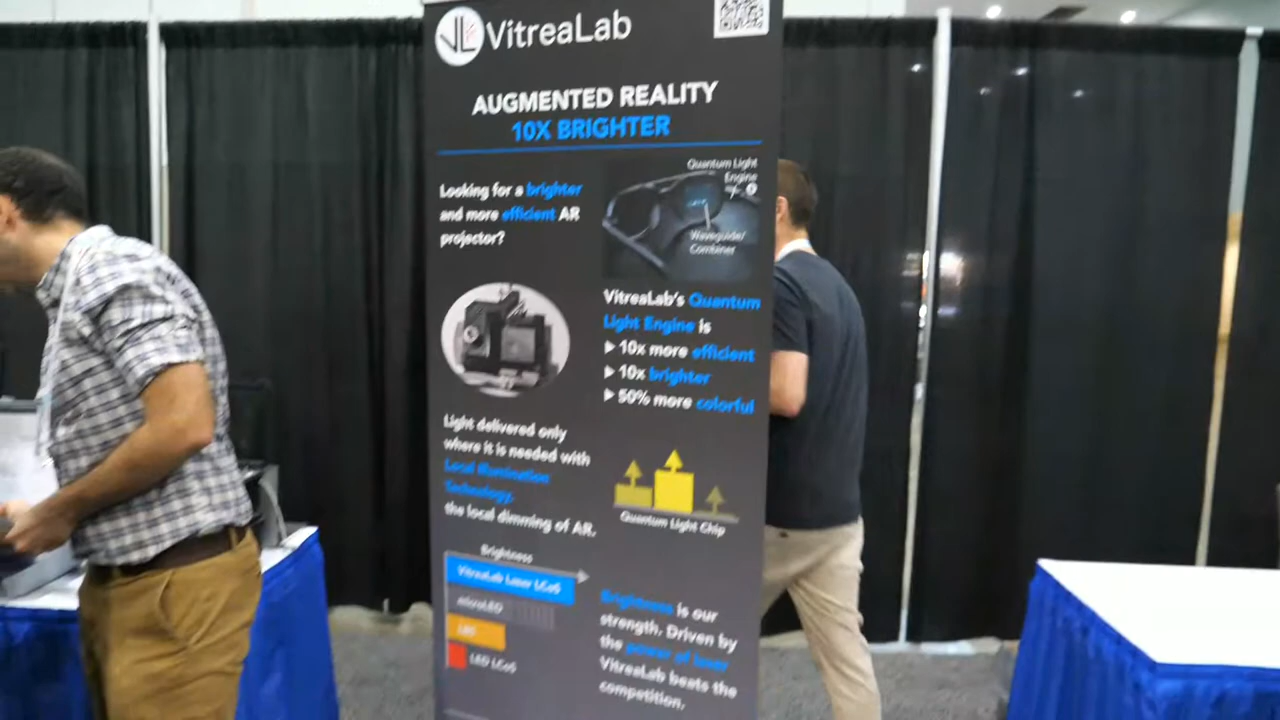 VitreaLab
AUGMENTED REALITY
10X BRIGHTER
Looking for a brighter
and more efficient AR
projector?
Quantum Light
Engine
Waveguide/
Combiner
VitreaLab's Quantum
Light Engine is
▶ 10x more efficient
▶ 10x brighter
▶ 50% more colorful
Light delivered only
where it is needed with
Local Illumination
Technology,
the local dimming of AR.
Quantum Light Chip
Brightness
VitreaLab Laser LCoS
microLED
LBS
LED LCoS
Brightness is our
strength. Driven by
the power of laser
VitreaLab beats the
competition.